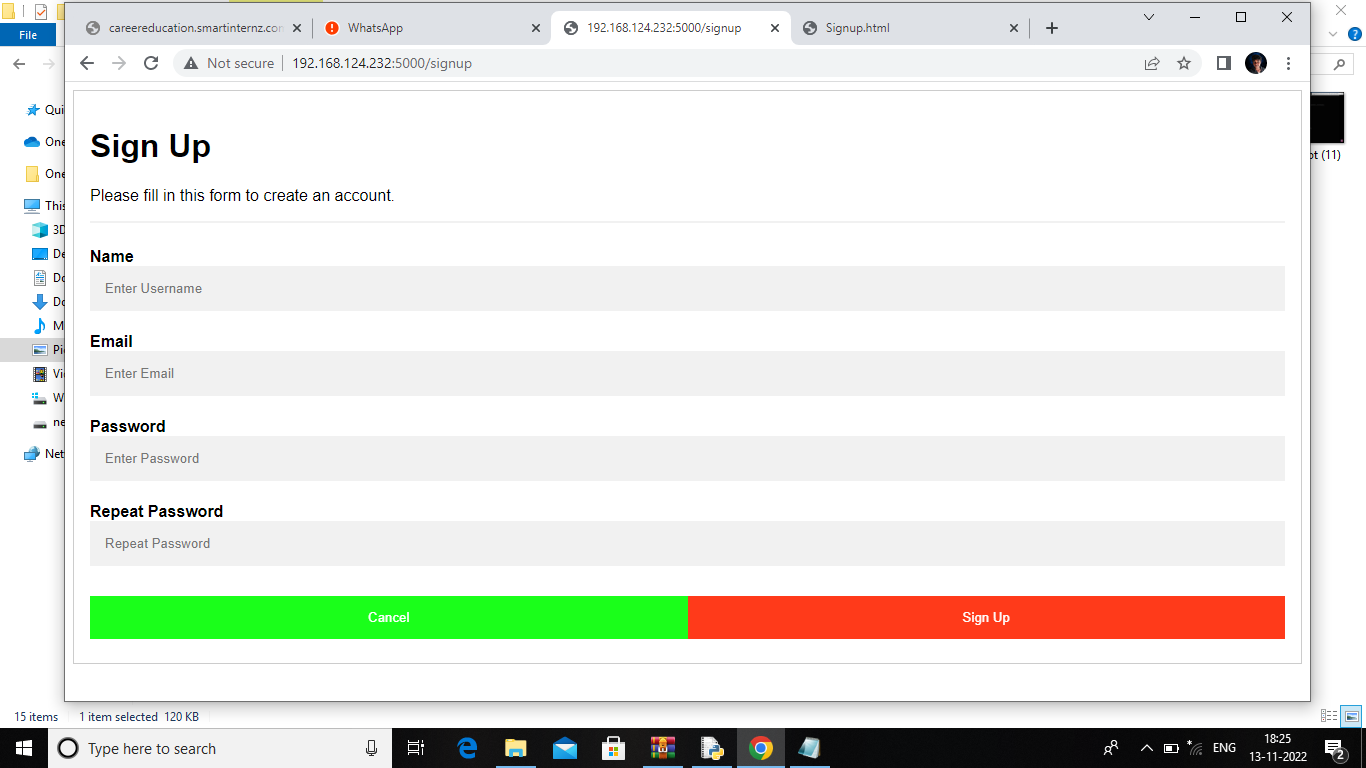 careereducation.smartinternz.com
WhatsApp
192.168.124.232:5000/signup
Signup.html
File
Not secure
192.168.124.232:5000/signup
Sign Up
Please fill in this form to create an account.
Name
Enter Username
Email
Enter Email
Password
Enter Password
Repeat Password
Repeat Password
Cancel
Sign Up
Qui
One
One
This
3D
De
Do
Do
M
Pi
Vi
W
ne
Net
ot (11)
15 items
1 item selected 120 KB
Type here to search
ENG
18:25
13-11-2022
2